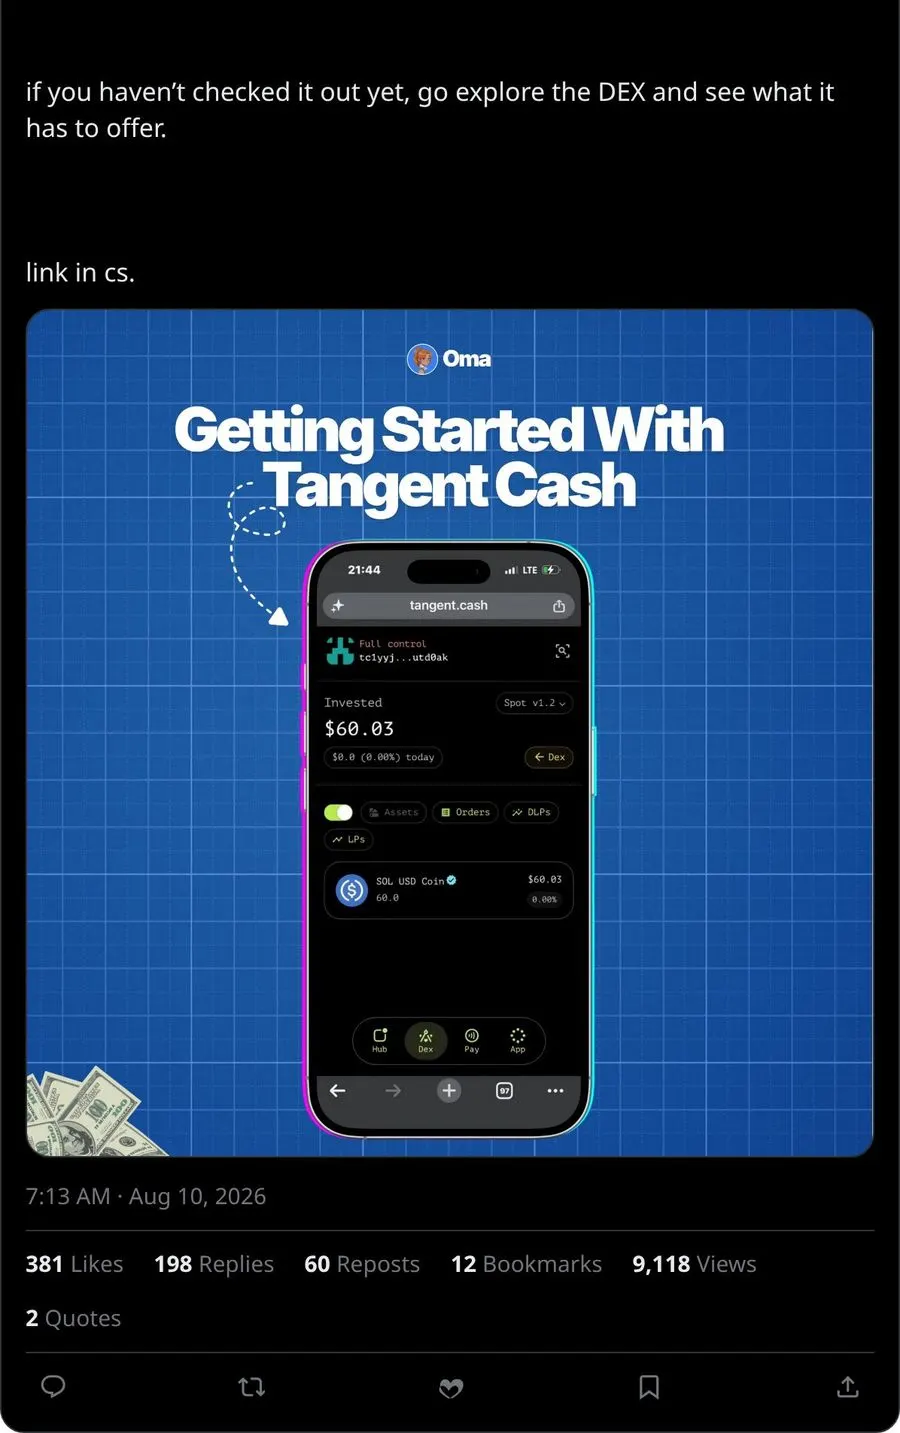 if you haven’t checked it out yet, go explore the DEX and see what it
has to offer.
link in cs.
Oma
Getting Started With
Tangent Cash
21:44
LTE
tangent.cash
Full control
tc1yyj...utd0ak
Invested
Spot v1.2
$60.03
$0.0 (0.00%) today
Dex
Assets
Orders
DLPs
LPs
SOL USD Coin
$60.03
60.0
0.00%
Hub
Dex
Pay
App
97
100
7:13 AM · Aug 10, 2026
381 Likes
198 Replies
60 Reposts
12 Bookmarks
9,118 Views
2 Quotes